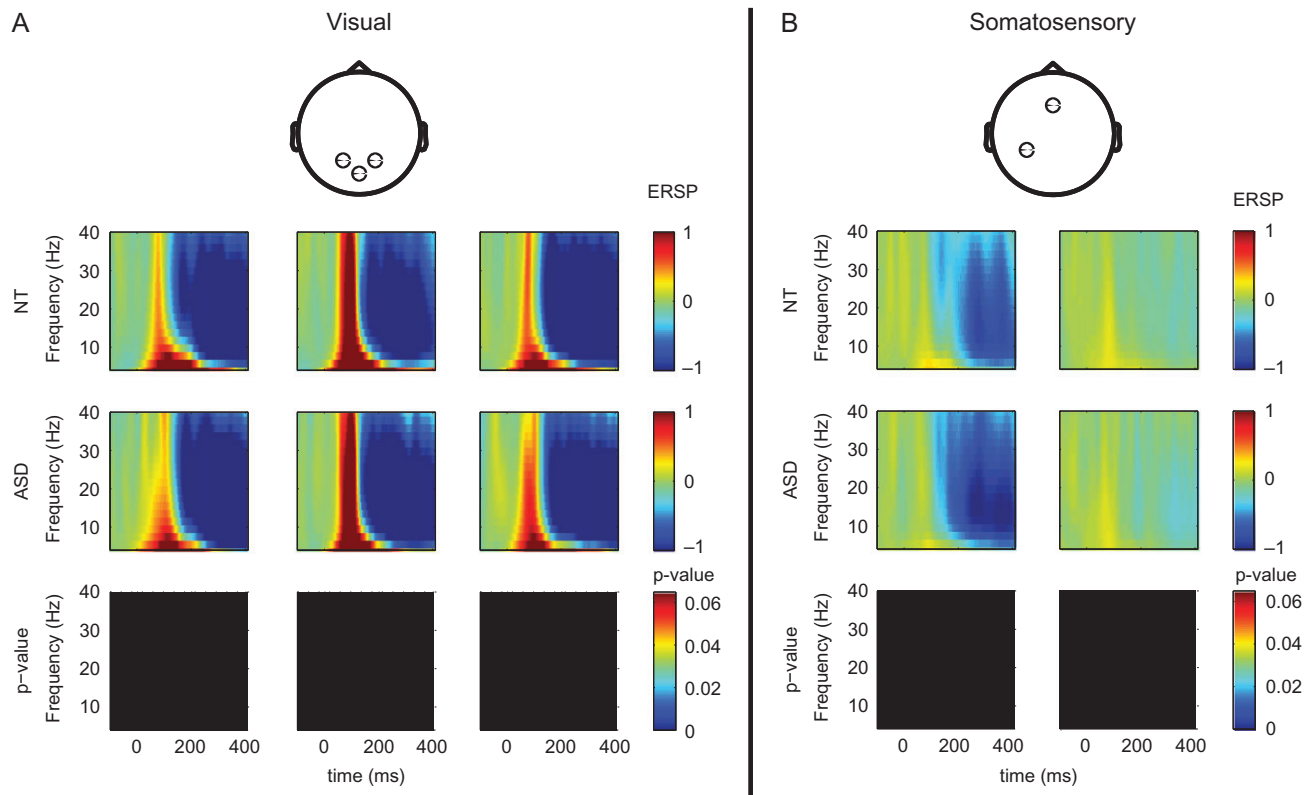 A
Visual
B
Somatosensory
ERSP
NT
Frequency (Hz)
40
30
20
10
1
0
–1
ERSP
NT
Frequency (Hz)
40
30
20
10
1
0
–1
ASD
Frequency (Hz)
40
30
20
10
1
0
–1
ASD
Frequency (Hz)
40
30
20
10
1
0
–1
p-value
p-value
Frequency (Hz)
40
30
20
10
0.06
0.04
0.02
0
0 200 400
0 200 400
0 200 400
time (ms)
p-value
p-value
Frequency (Hz)
40
30
20
10
0.06
0.04
0.02
0
0 200 400
0 200 400
time (ms)